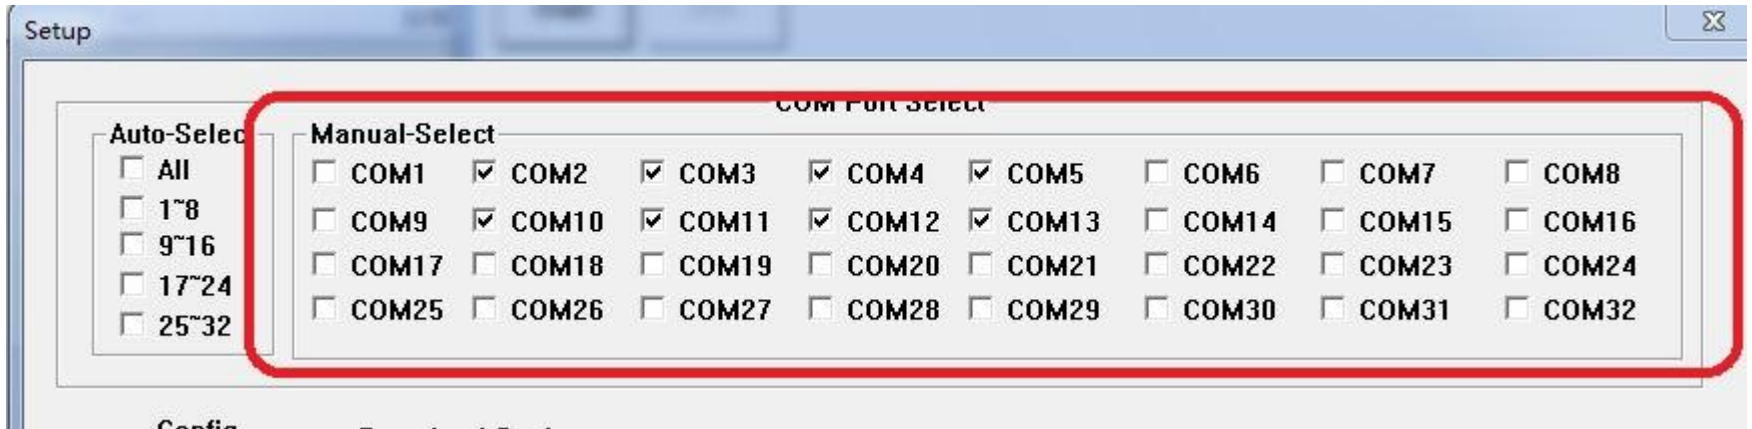 Setup
COM Port Select
Auto-Selec
Manual-Select
All
COM1 COM2 COM3 COM4 COM5 COM6 COM7 COM8
1~8
COM9 COM10 COM11 COM12 COM13 COM14 COM15 COM16
9~16
COM17 COM18 COM19 COM20 COM21 COM22 COM23 COM24
17~24
COM25 COM26 COM27 COM28 COM29 COM30 COM31 COM32
25~32
Config